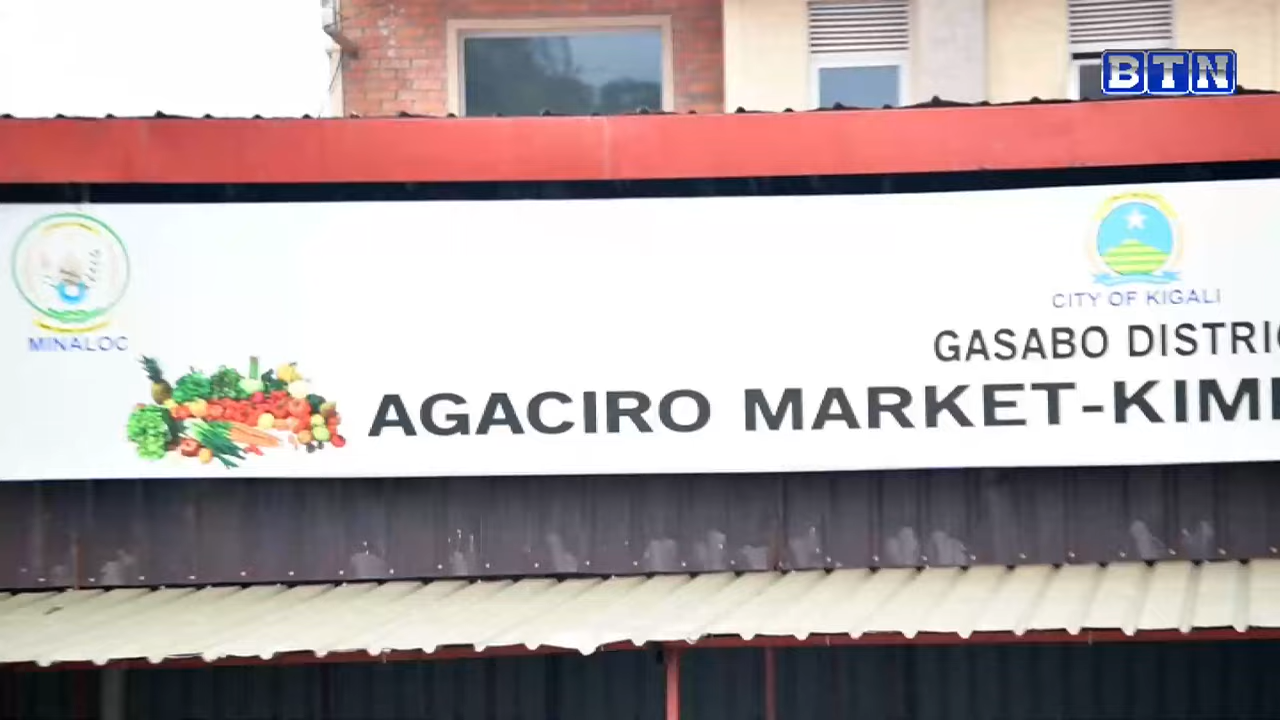 BTN
MINALOC
CITY OF KIGALI
GASABO DISTRIC
AGACIRO MARKET-KIM